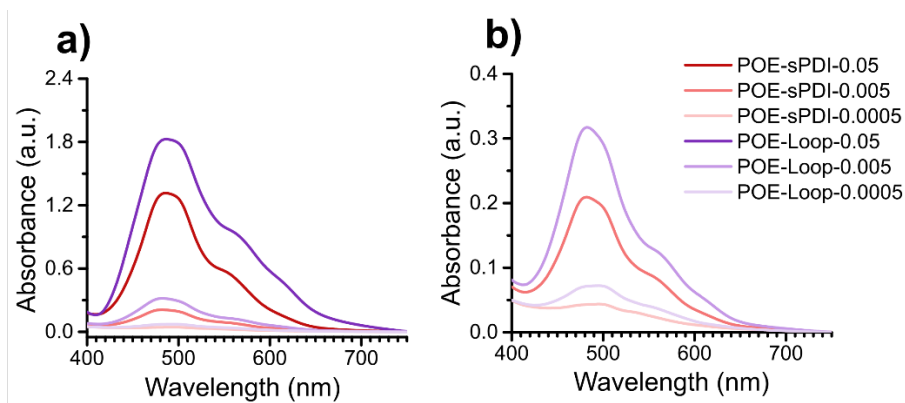 a)
2.4
1.8
1.2
0.6
0.0
Absorbance (a.u.)
400 500 600 700
Wavelength (nm)
b)
0.4
0.3
0.2
0.1
0.0
Absorbance (a.u.)
400 500 600 700
Wavelength (nm)
POE-sPDI-0.05
POE-sPDI-0.005
POE-sPDI-0.0005
POE-Loop-0.05
POE-Loop-0.005
POE-Loop-0.0005